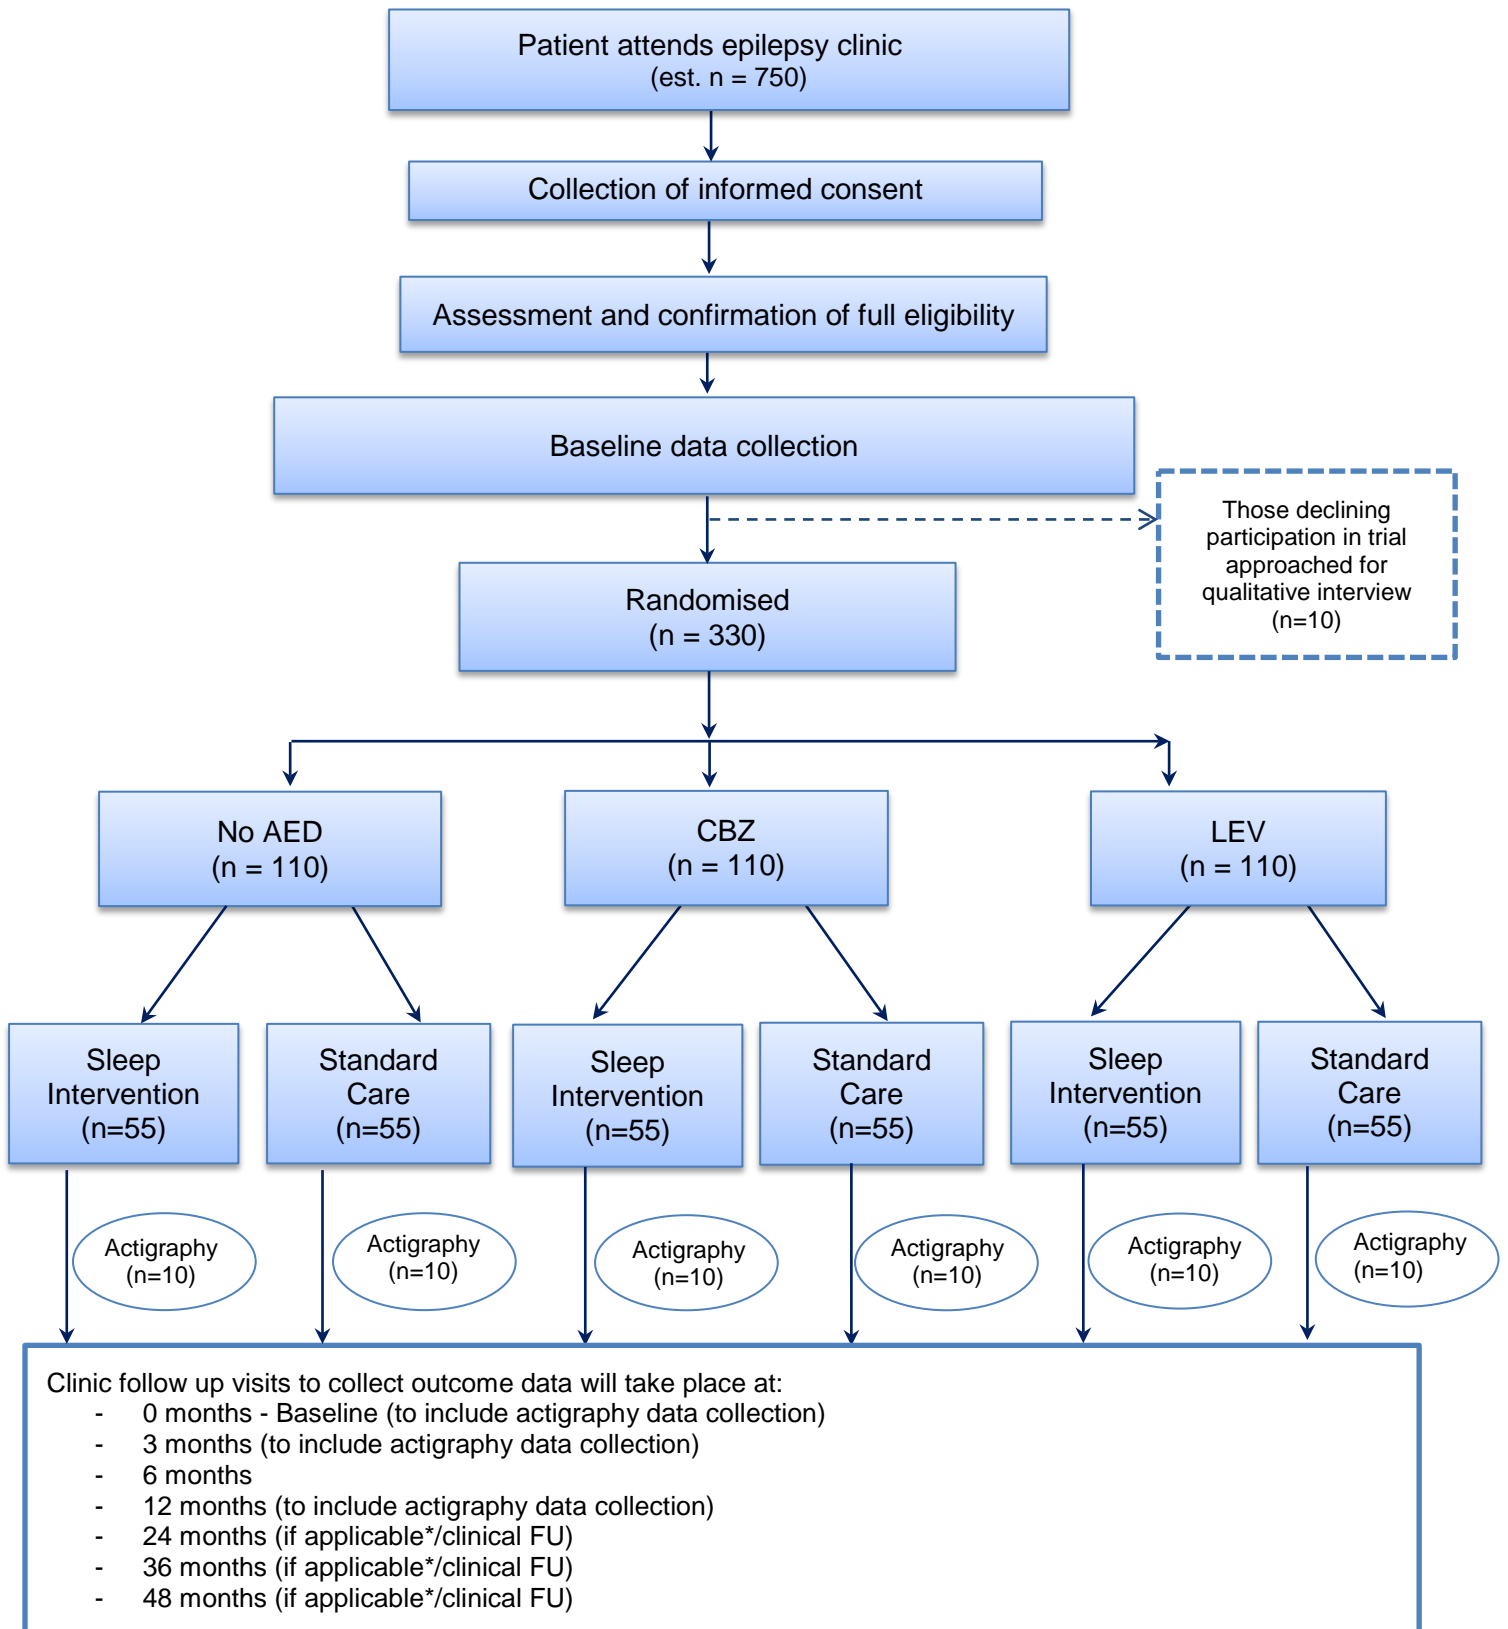 Patient attends epilepsy clinic
(est. n = 750)
Collection of informed consent
Assessment and confirmation of full eligibility
Baseline data collection
Those declining
participation in trial
approached for
qualitative interview
(n=10)
Randomised
(n = 330)
No AED
(n = 110)
CBZ
(n = 110)
LEV
(n = 110)
Sleep
Intervention
(n=55)
Standard
Care
(n=55)
Sleep
Intervention
(n=55)
Standard
Care
(n=55)
Sleep
Intervention
(n=55)
Standard
Care
(n=55)
Actigraphy
(n=10)
Actigraphy
(n=10)
Actigraphy
(n=10)
Actigraphy
(n=10)
Actigraphy
(n=10)
Actigraphy
(n=10)
Clinic follow up visits to collect outcome data will take place at:
- 0 months - Baseline (to include actigraphy data collection)
- 3 months (to include actigraphy data collection)
- 6 months
- 12 months (to include actigraphy data collection)
- 24 months (if applicable*/clinical FU)
- 36 months (if applicable*/clinical FU)
- 48 months (if applicable*/clinical FU)